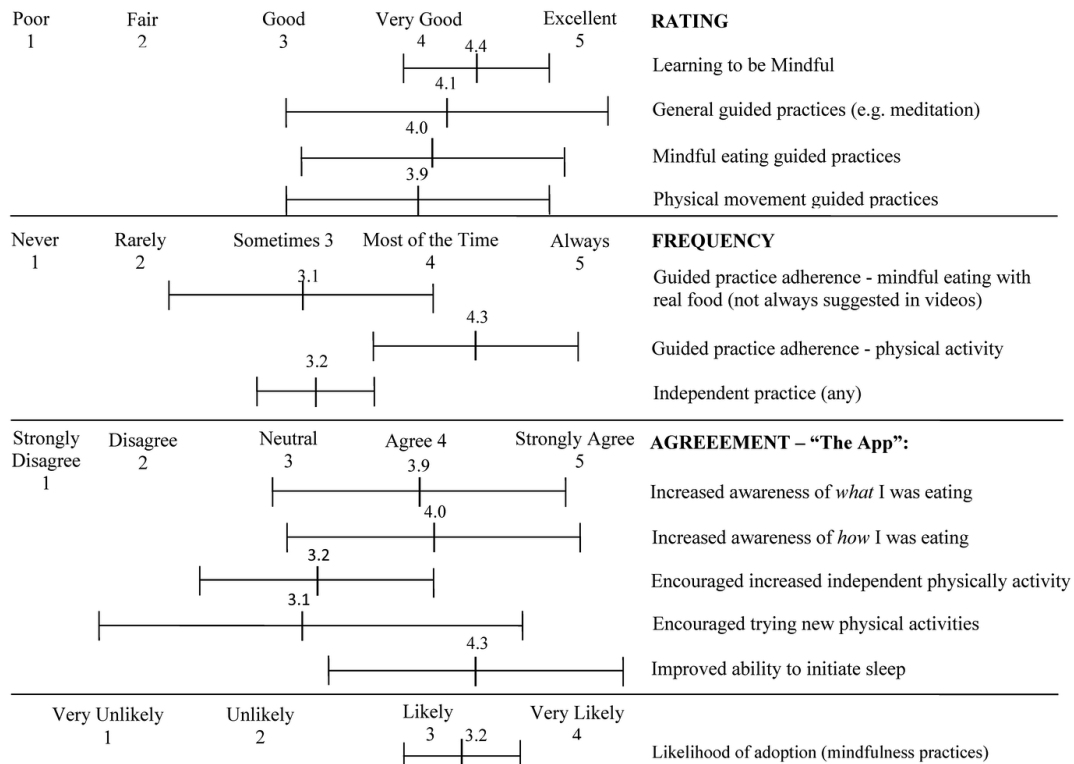 Poor Fair Good Very Good Excellent RATING
1 2 3 4 5
4.4 Learning to be Mindful
4.1 General guided practices (e.g. meditation)
4.0 Mindful eating guided practices
3.9 Physical movement guided practices
Never Rarely Sometimes 3 Most of the Time Always FREQUENCY
1 2 4 5
3.1 Guided practice adherence - mindful eating with
real food (not always suggested in videos)
4.3 Guided practice adherence - physical activity
3.2 Independent practice (any)
Strongly Disagree Neutral Agree 4 Strongly Agree AGREEEMENT – “The App”:
Disagree 2 3 5
1
3.9 Increased awareness of what I was eating
4.0 Increased awareness of how I was eating
3.2 Encouraged increased independent physically activity
3.1 Encouraged trying new physical activities
4.3 Improved ability to initiate sleep
Very Unlikely Unlikely Likely Very Likely
1 2 3 4
3.2 Likelihood of adoption (mindfulness practices)